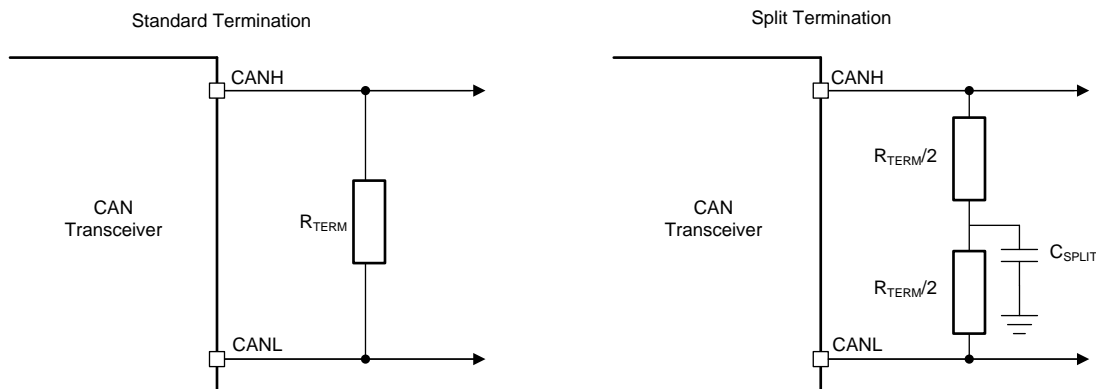 Standard Termination
CANH
CAN
Transceiver
RTERM
CANL
Split Termination
CANH
RTERM/2
CAN
Transceiver
CSPLIT
RTERM/2
CANL